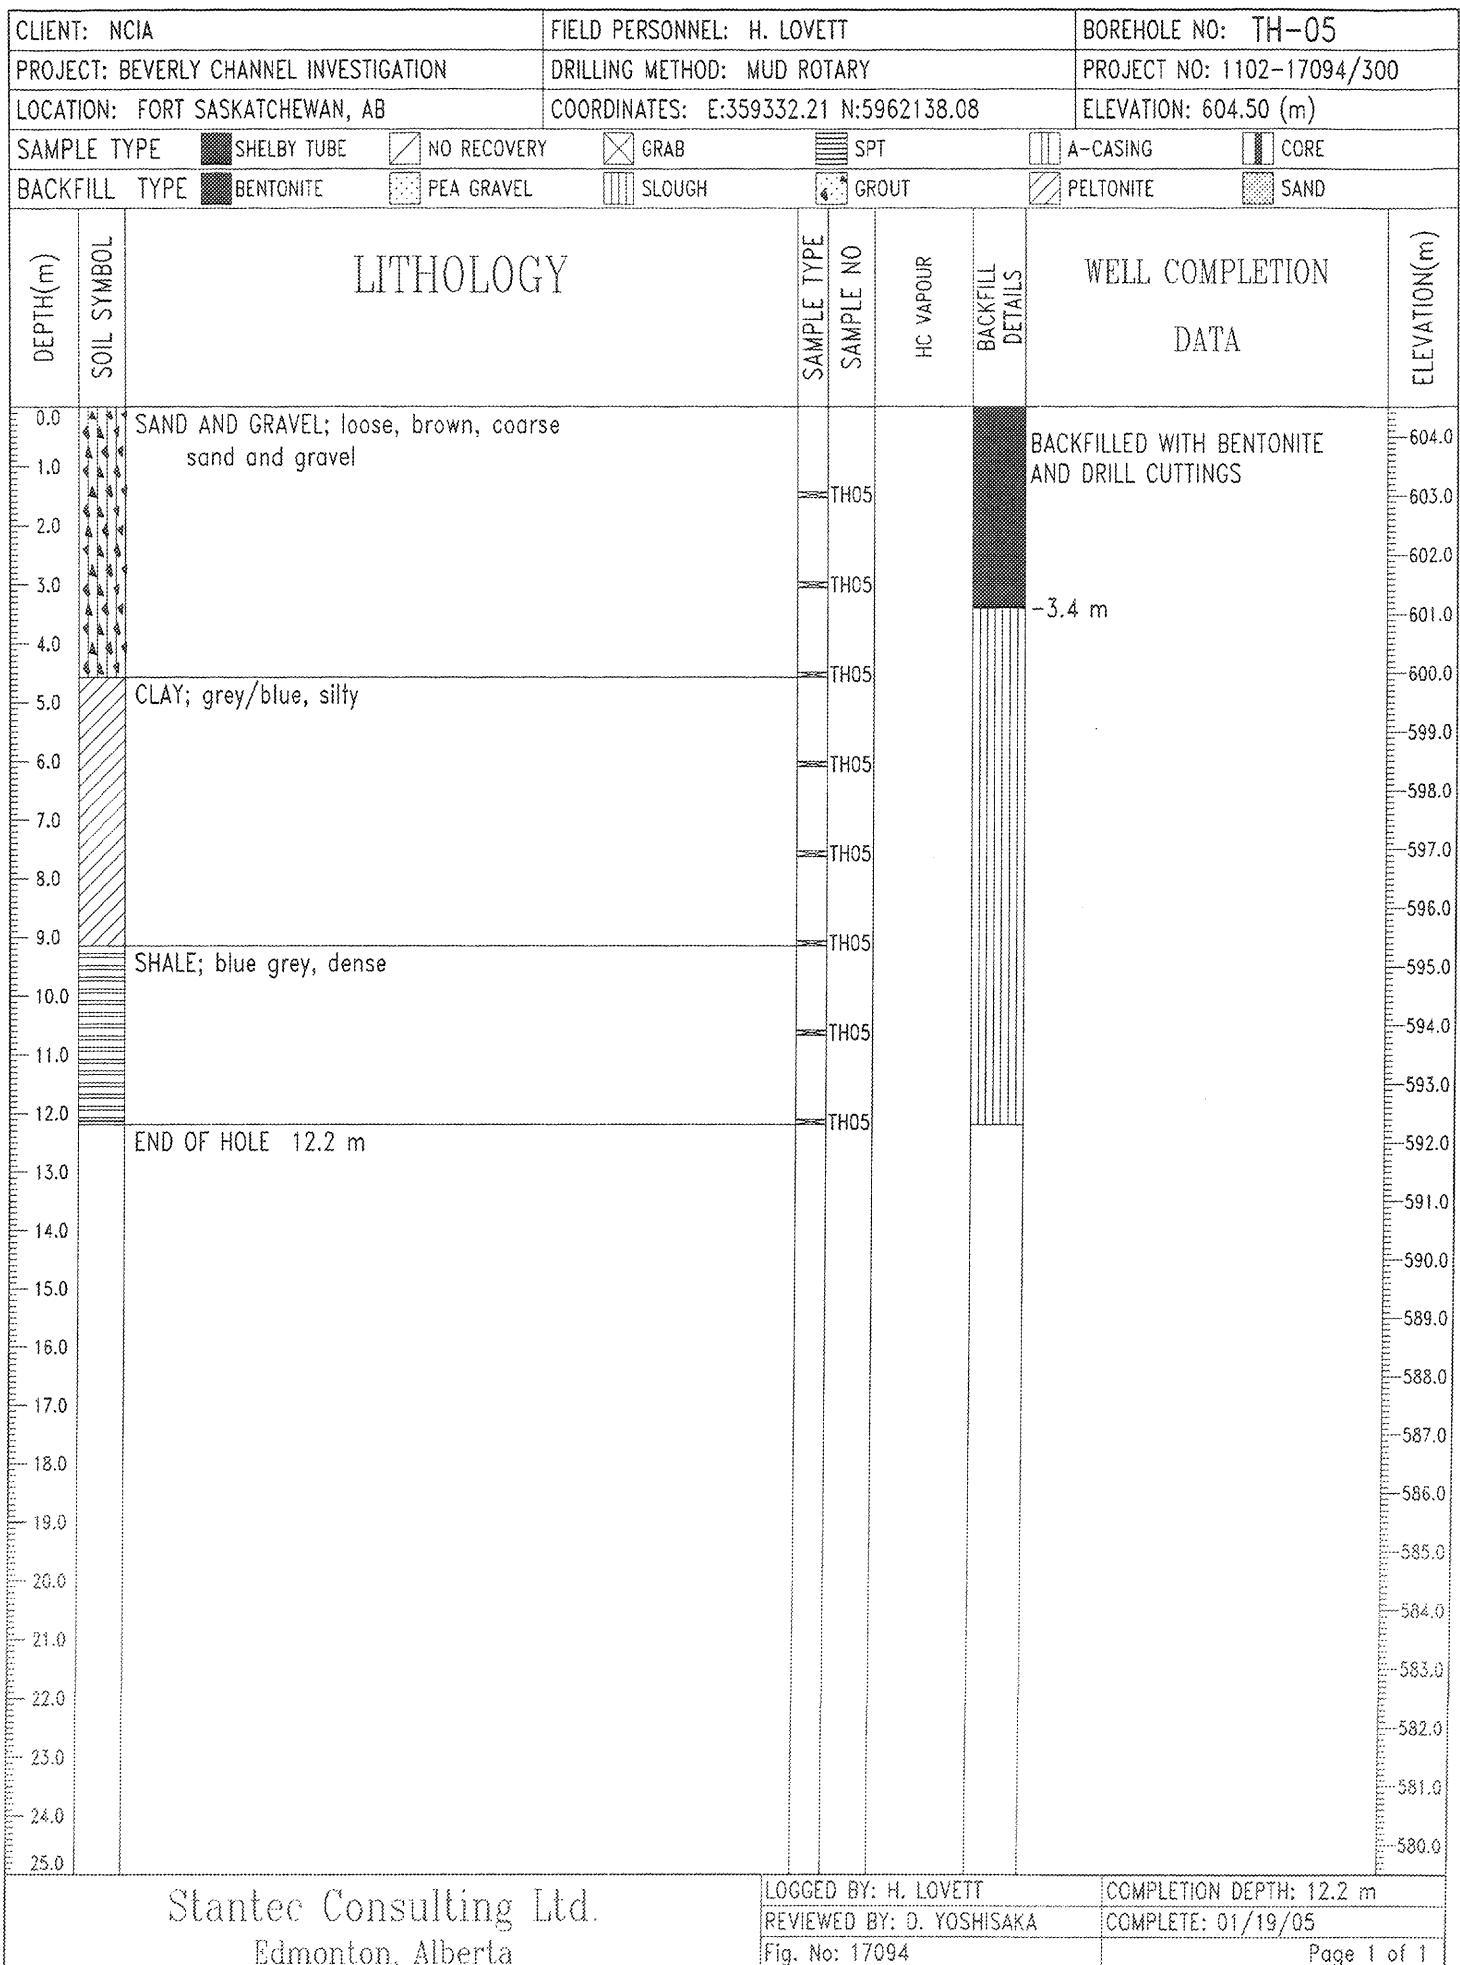 CLIENT: NCIA FIELD PERSONNEL: H. LOVETT BOREHOLE NO: TH-05
PROJECT: BEVERLY CHANNEL INVESTIGATION DRILLING METHOD: MUD ROTARY PROJECT NO: 1102-17094/300
LOCATION: FORT SASKATCHEWAN, AB COORDINATES: E:359332.21 N:5962138.08 ELEVATION: 604.50 (m)
SAMPLE TYPE SHELBY TUBE NO RECOVERY GRAB SPT A-CASING CORE
BACKFILL TYPE BENTONITE PEA GRAVEL SLOUGH GROUT PELTONITE SAND
DEPTH(m)
SOIL SYMBOL
LITHOLOGY
SAMPLE TYPE
SAMPLE NO
HC VAPOUR
BACKFILL
DETAILS
WELL COMPLETION
DATA
ELEVATION(m)
0.0
1.0
2.0
3.0
4.0
5.0
6.0
7.0
8.0
9.0
10.0
11.0
12.0
13.0
14.0
15.0
16.0
17.0
18.0
19.0
20.0
21.0
22.0
23.0
24.0
25.0
SAND AND GRAVEL; loose, brown, coarse
sand and gravel
CLAY; grey/blue, silty
SHALE; blue grey, dense
END OF HOLE 12.2 m
TH05
TH05
TH05
TH05
TH05
TH05
TH05
TH05
BACKFILLED WITH BENTONITE
AND DRILL CUTTINGS
-3.4 m
604.0
603.0
602.0
601.0
600.0
599.0
598.0
597.0
596.0
595.0
594.0
593.0
592.0
591.0
590.0
589.0
588.0
587.0
586.0
585.0
584.0
583.0
582.0
581.0
580.0
Stantec Consulting Ltd.
Edmonton, Alberta
LOGGED BY: H. LOVETT COMPLETION DEPTH: 12.2 m
REVIEWED BY: D. YOSHISAKA COMPLETE: 01/19/05
Fig. No: 17094 Page 1 of 1